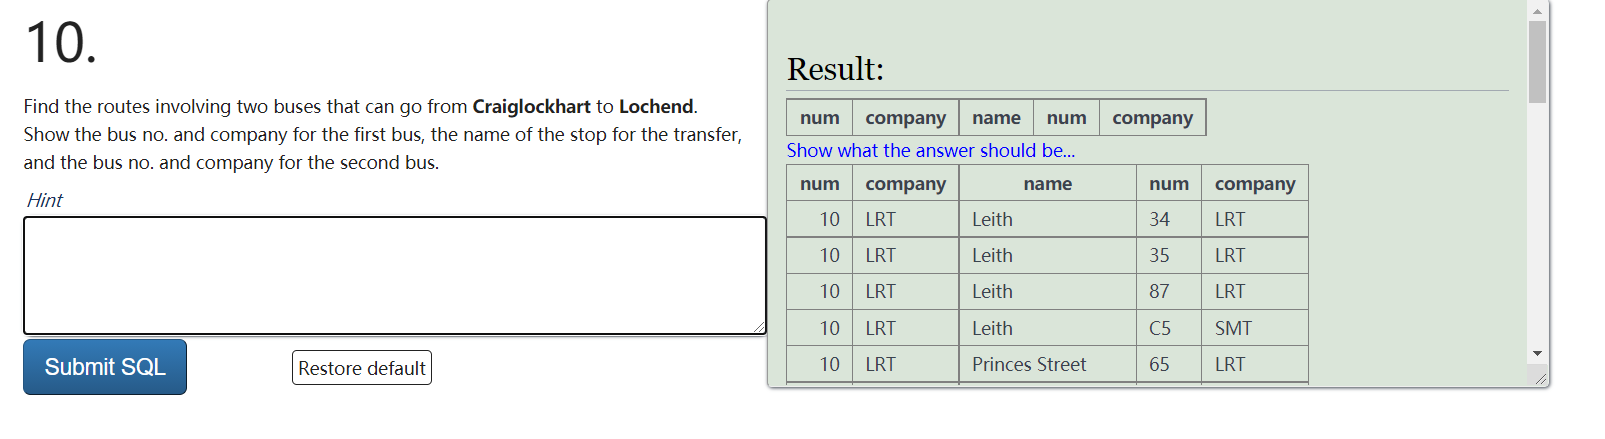 10.
Find the routes involving two buses that can go from Craiglockhart to Lochend.
Show the bus no. and company for the first bus, the name of the stop for the transfer,
and the bus no. and company for the second bus.
Hint
Submit SQL
Restore default
Result:
num company name num company
Show what the answer should be...
num company name num company
10 LRT Leith 34 LRT
10 LRT Leith 35 LRT
10 LRT Leith 87 LRT
10 LRT Leith C5 SMT
10 LRT Princes Street 65 LRT